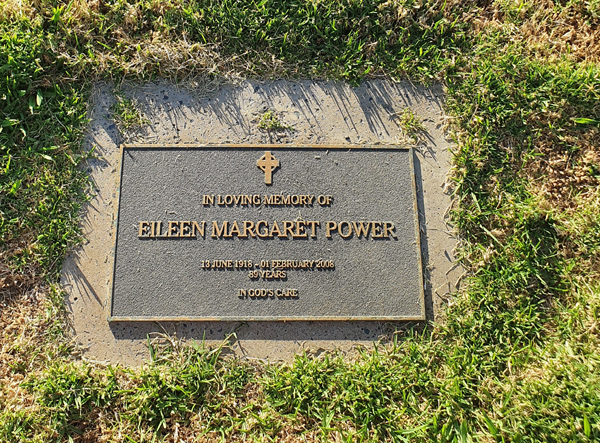 IN LOVING MEMORY OF
EILEEN MARGARET POWER
13 JUNE 1918 - 01 FEBRUARY 2008
89 YEARS
IN GOD'S CARE